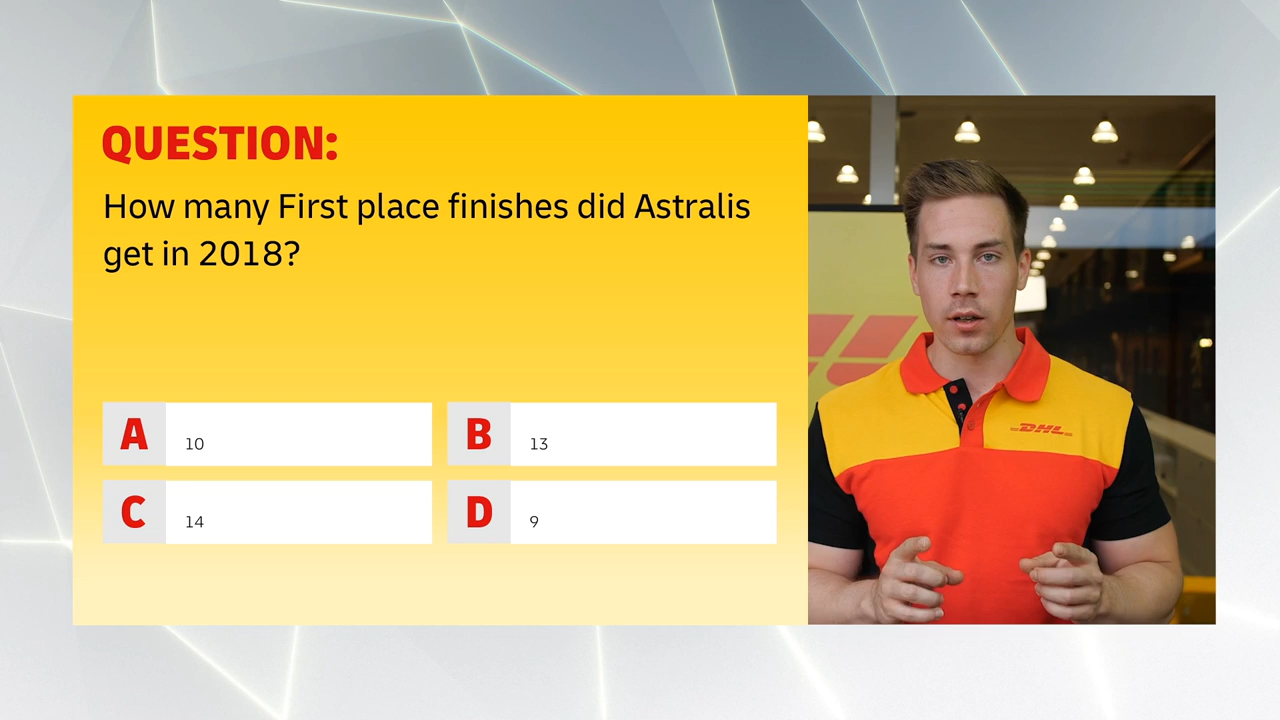 QUESTION:
How many First place finishes did Astralis
get in 2018?
A 10
B 13
C 14
D 9
DHL